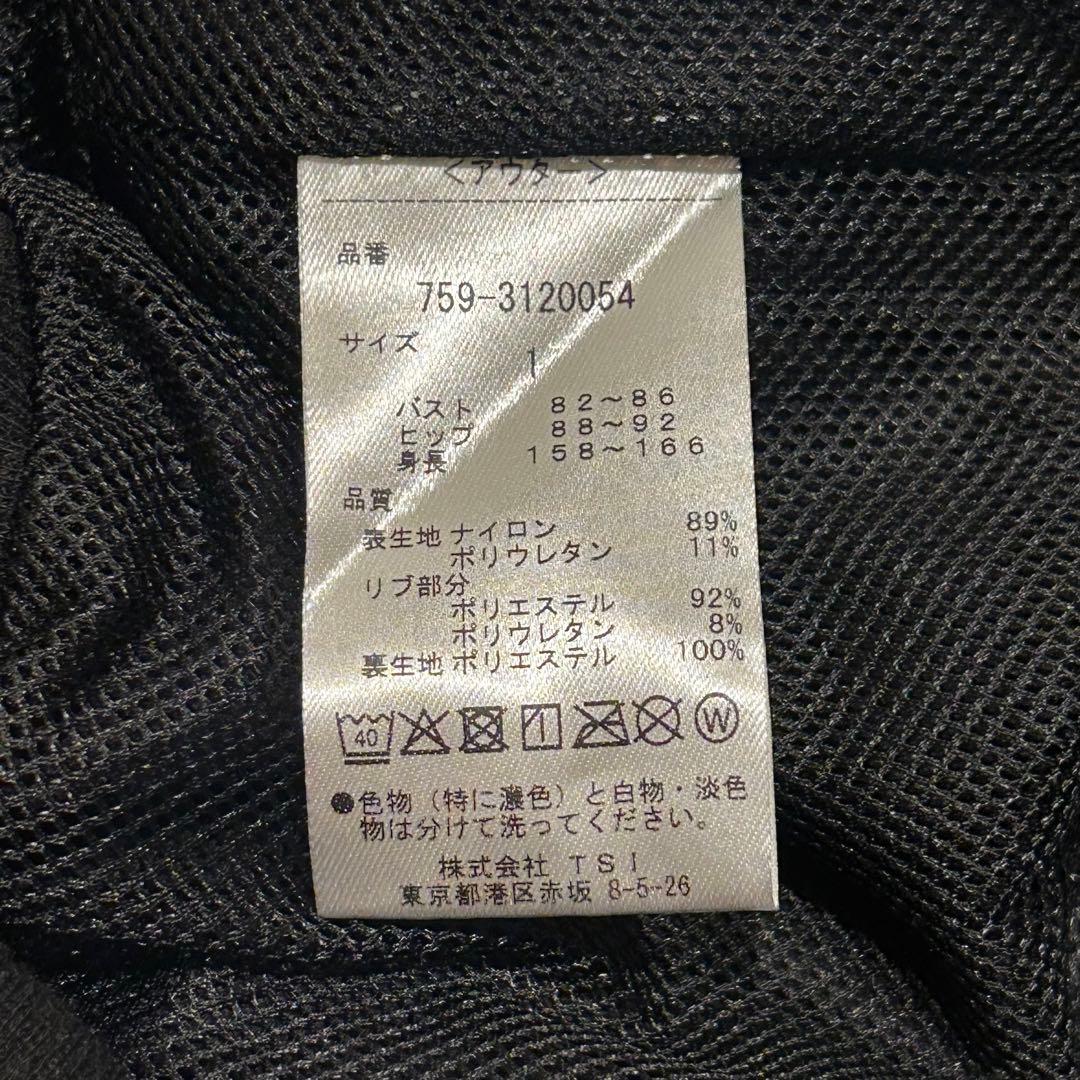 <アウター>
品番
759-3120054
サイズ
1
バスト 82~86
ヒップ 88~92
身長 158~166
品質
表生地 ナイロン 89%
ポリウレタン 11%
リブ部分
ポリエステル 92%
ポリウレタン 8%
裏生地 ポリエステル 100%
40 W
●色物(特に濃色)と白物・淡色
物は分けて洗ってください。
株式会社 TSI
東京都港区赤坂 8-5-26